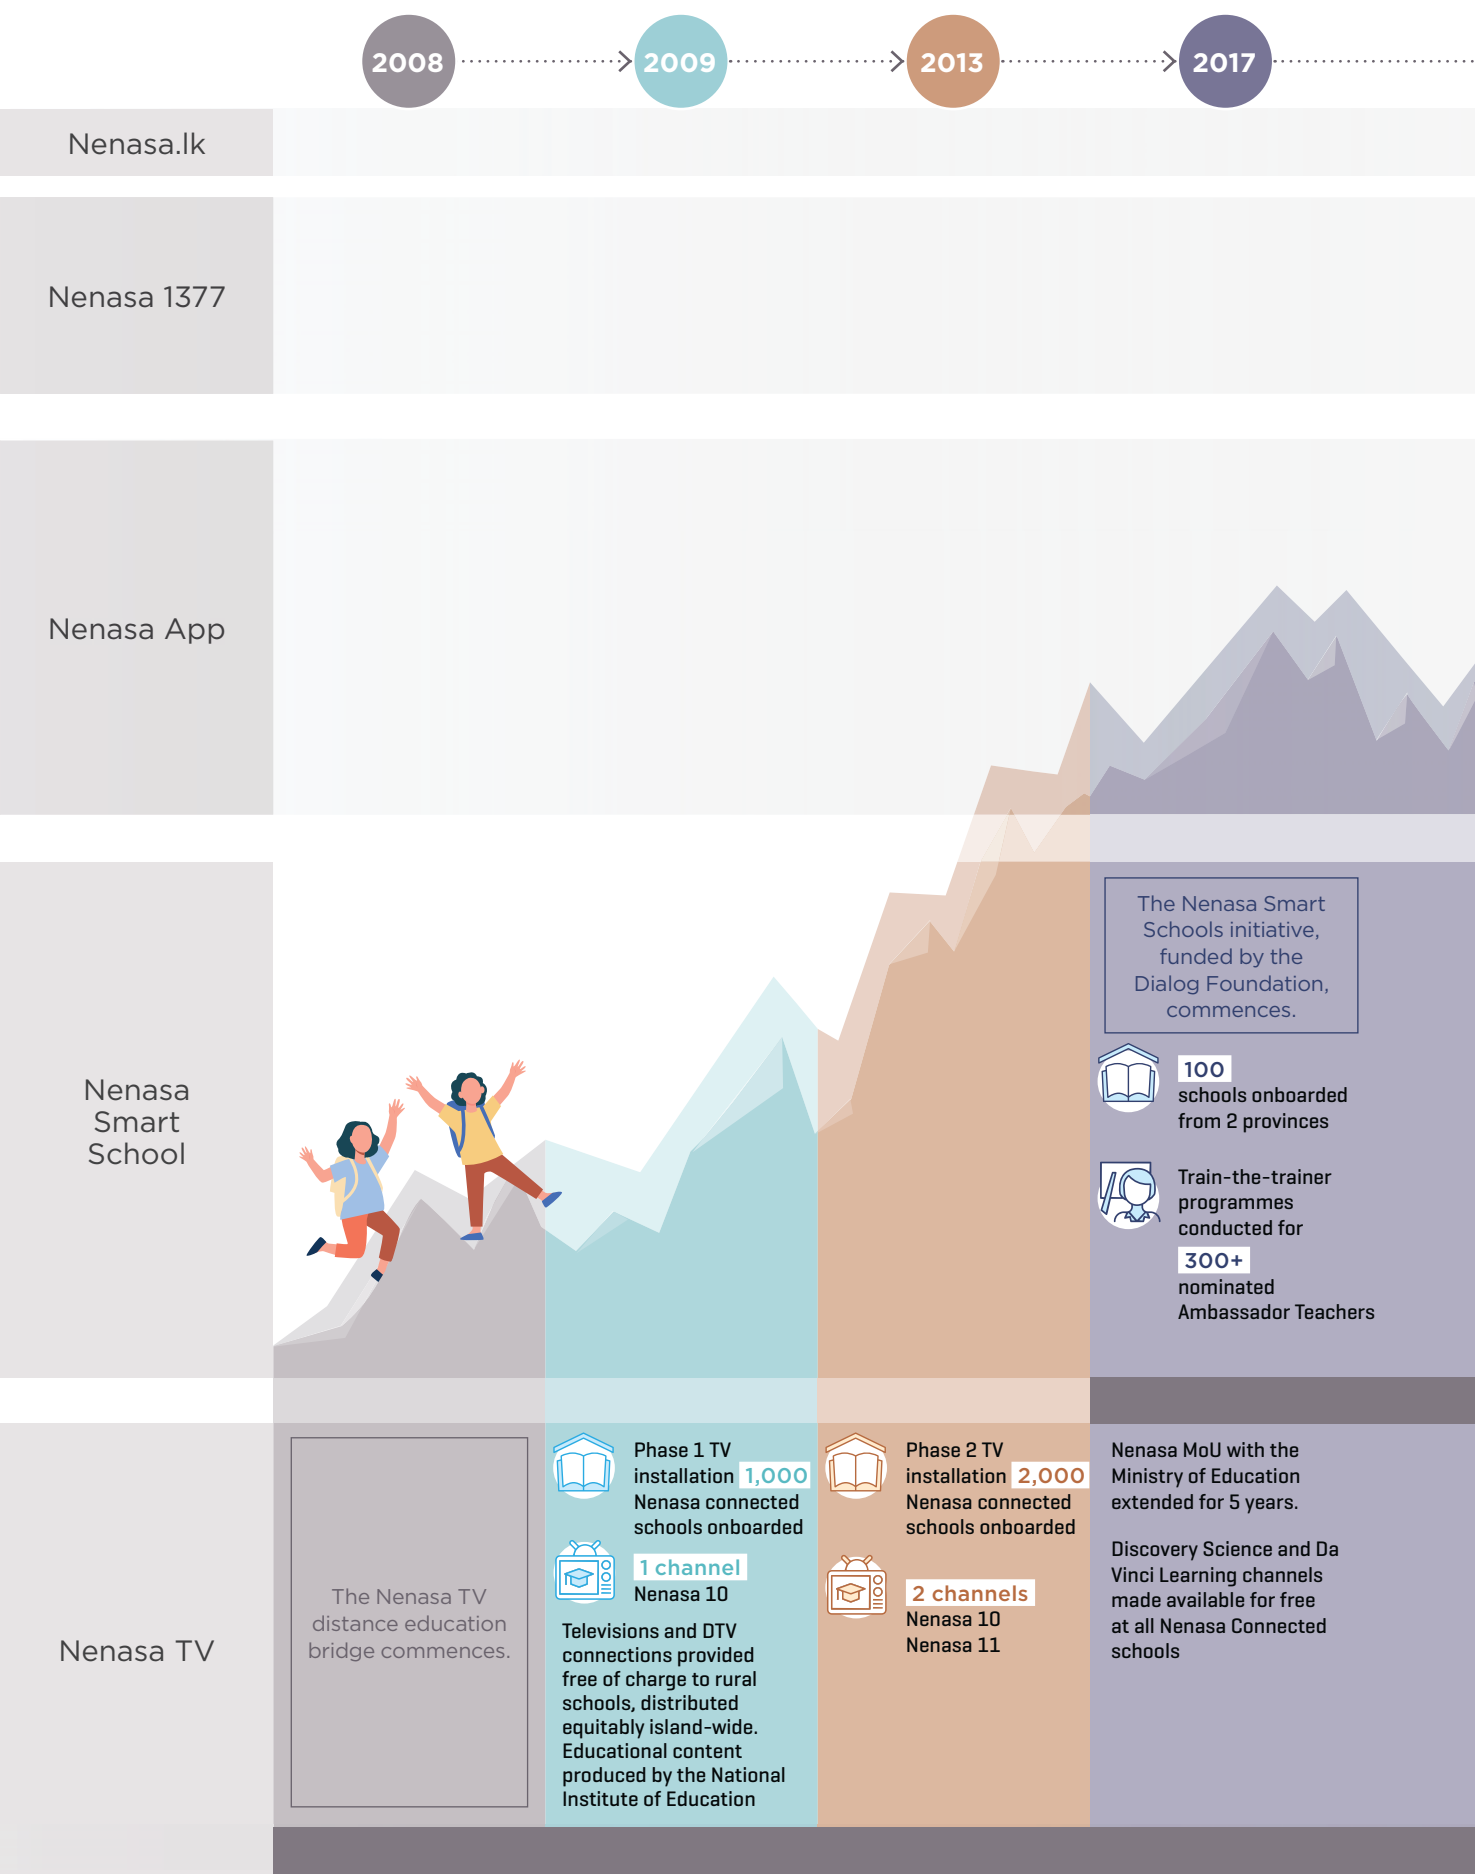 2008
2009
2013
2017
Nenasa.lk
Nenasa 1377
Nenasa App
Nenasa
Smart
School
The Nenasa Smart
Schools initiative,
funded by the
Dialog Foundation,
commences.
100
schools onboarded
from 2 provinces
Train-the-trainer
programmes
conducted for
300+
nominated
Ambassador Teachers
Nenasa TV
The Nenasa TV
distance education
bridge commences.
Phase 1 TV
installation 1,000
Nenasa connected
schools onboarded
1 channel
Nenasa 10
Televisions and DTV
connections provided
free of charge to rural
schools, distributed
equitably island-wide.
Educational content
produced by the National
Institute of Education
Phase 2 TV
installation 2,000
Nenasa connected
schools onboarded
2 channels
Nenasa 10
Nenasa 11
Nenasa MoU with the
Ministry of Education
extended for 5 years.
Discovery Science and Da
Vinci Learning channels
made available for free
at all Nenasa Connected
schools